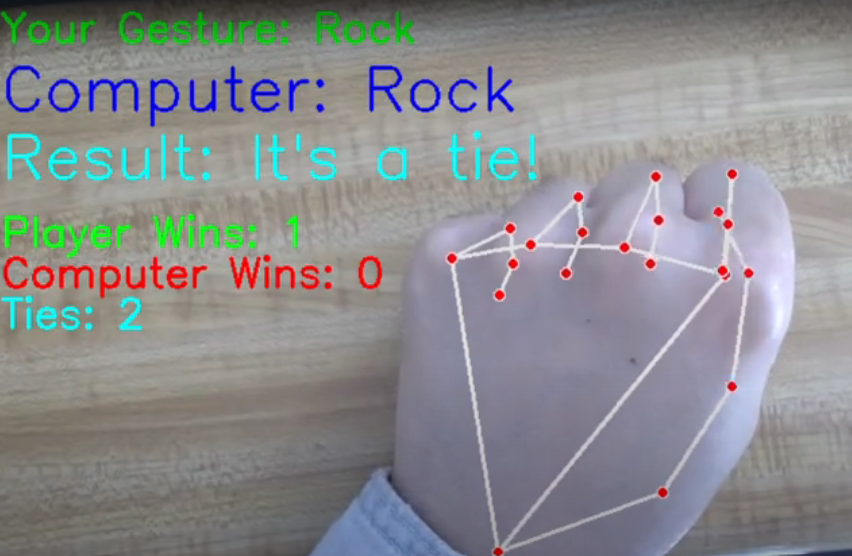 Your Gesture: Rock
Computer: Rock
Result: It's a tie!
Player Wins: 1
Computer Wins: 0
Ties: 2